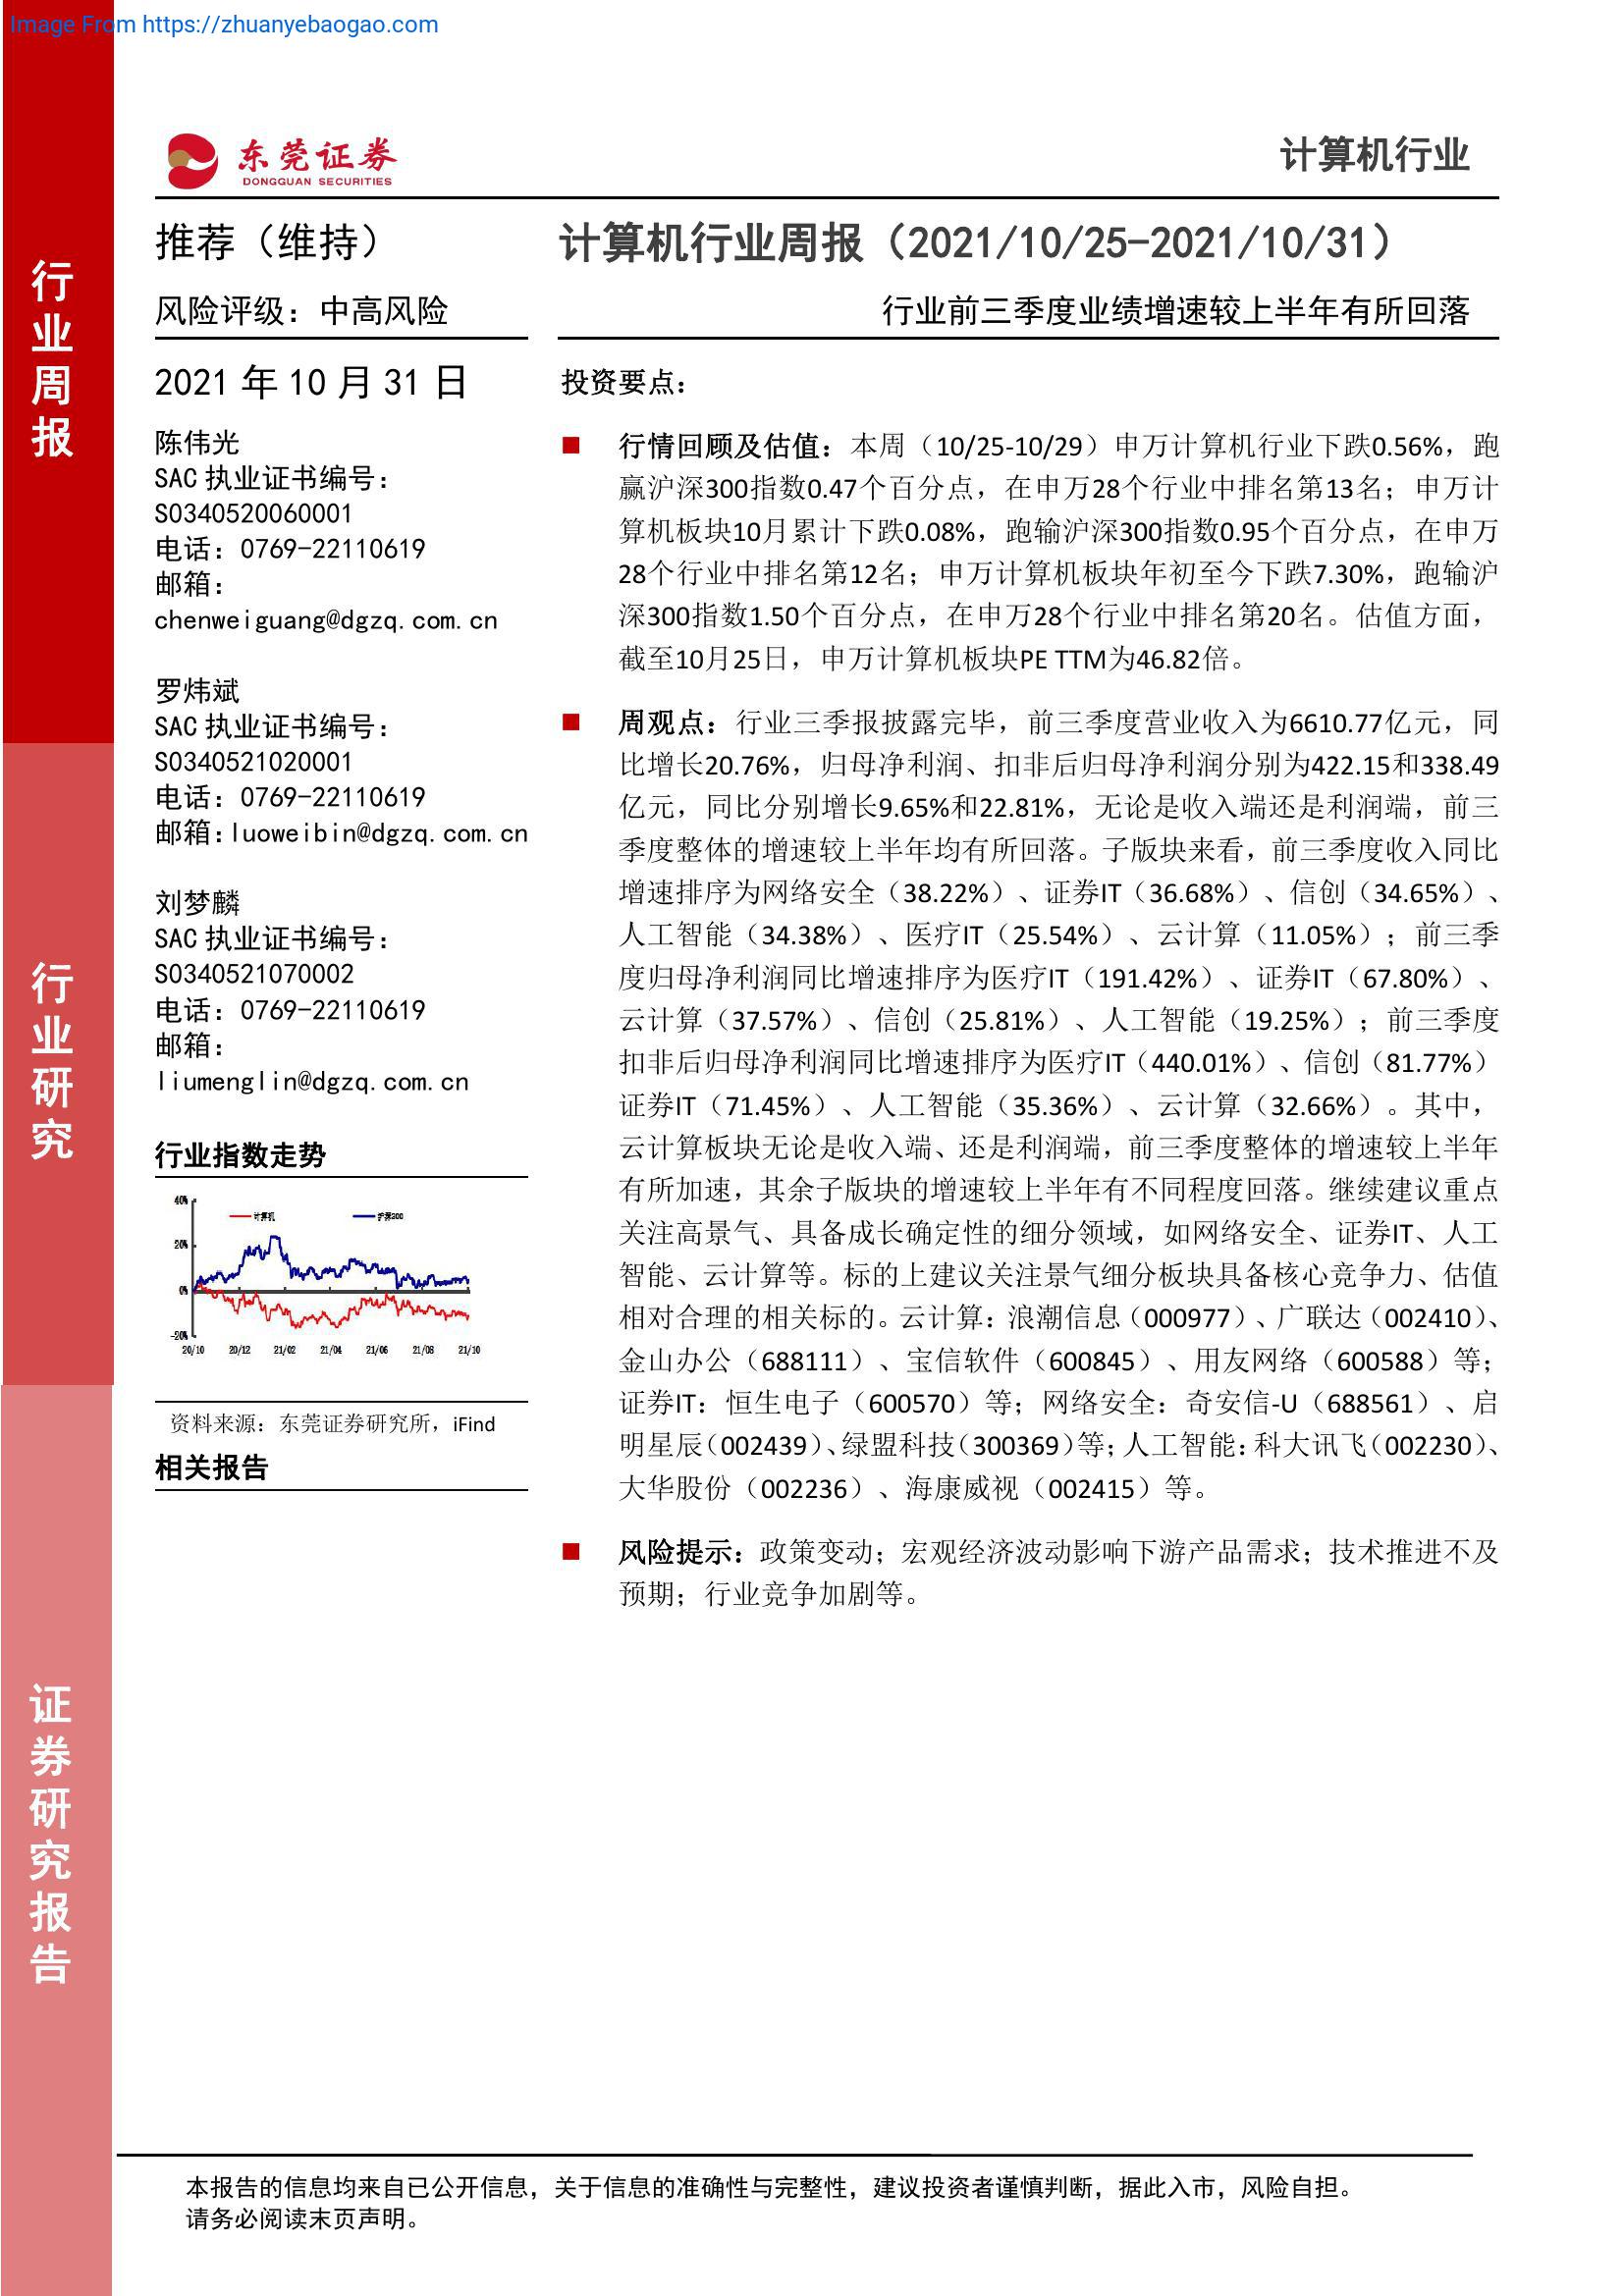 Image From https://zhuanyebaogao.com
行业周报
行业研究
证券研究报告
东莞证券
DONGGUAN SECURITIES
计算机行业
推荐（维持）
风险评级：中高风险
2021 年 10 月 31 日
陈伟光
SAC 执业证书编号：
S0340520060001
电话：0769-22110619
邮箱：
chenweiguang@dgzq.com.cn
罗炜斌
SAC 执业证书编号：
S0340521020001
电话：0769-22110619
邮箱：luoweibin@dgzq.com.cn
刘梦麟
SAC 执业证书编号：
S0340521070002
电话：0769-22110619
邮箱：
liumenglin@dgzq.com.cn
行业指数走势
40%
计算机 沪深300
20%
0%
-20%
20/10 20/12 21/02 21/04 21/06 21/08 21/10
资料来源：东莞证券研究所，iFind
相关报告
计算机行业周报（2021/10/25-2021/10/31）
行业前三季度业绩增速较上半年有所回落
投资要点：
行情回顾及估值：本周（10/25-10/29）申万计算机行业下跌0.56%，跑
赢沪深300指数0.47个百分点，在申万28个行业中排名第13名；申万计
算机板块10月累计下跌0.08%，跑输沪深300指数0.95个百分点，在申万
28个行业中排名第12名；申万计算机板块年初至今下跌7.30%，跑输沪
深300指数1.50个百分点，在申万28个行业中排名第20名。估值方面，
截至10月25日，申万计算机板块PE TTM为46.82倍。
周观点：行业三季报披露完毕，前三季度营业收入为6610.77亿元，同
比增长20.76%，归母净利润、扣非后归母净利润分别为422.15和338.49
亿元，同比分别增长9.65%和22.81%，无论是收入端还是利润端，前三
季度整体的增速较上半年均有所回落。子版块来看，前三季度收入同比
增速排序为网络安全（38.22%）、证券IT（36.68%）、信创（34.65%）、
人工智能（34.38%）、医疗IT（25.54%）、云计算（11.05%）；前三季
度归母净利润同比增速排序为医疗IT（191.42%）、证券IT（67.80%）、
云计算（37.57%）、信创（25.81%）、人工智能（19.25%）；前三季度
扣非后归母净利润同比增速排序为医疗IT（440.01%）、信创（81.77%）
证券IT（71.45%）、人工智能（35.36%）、云计算（32.66%）。其中，
云计算板块无论是收入端、还是利润端，前三季度整体的增速较上半年
有所加速，其余子版块的增速较上半年有不同程度回落。继续建议重点
关注高景气、具备成长确定性的细分领域，如网络安全、证券IT、人工
智能、云计算等。标的上建议关注景气细分板块具备核心竞争力、估值
相对合理的相关标的。云计算：浪潮信息（000977）、广联达（002410）、
金山办公（688111）、宝信软件（600845）、用友网络（600588）等；
证券IT：恒生电子（600570）等；网络安全：奇安信-U（688561）、启
明星辰（002439）、绿盟科技（300369）等；人工智能：科大讯飞（002230）、
大华股份（002236）、海康威视（002415）等。
风险提示：政策变动；宏观经济波动影响下游产品需求；技术推进不及
预期；行业竞争加剧等。
本报告的信息均来自已公开信息，关于信息的准确性与完整性，建议投资者谨慎判断，据此入市，风险自担。
请务必阅读末页声明。